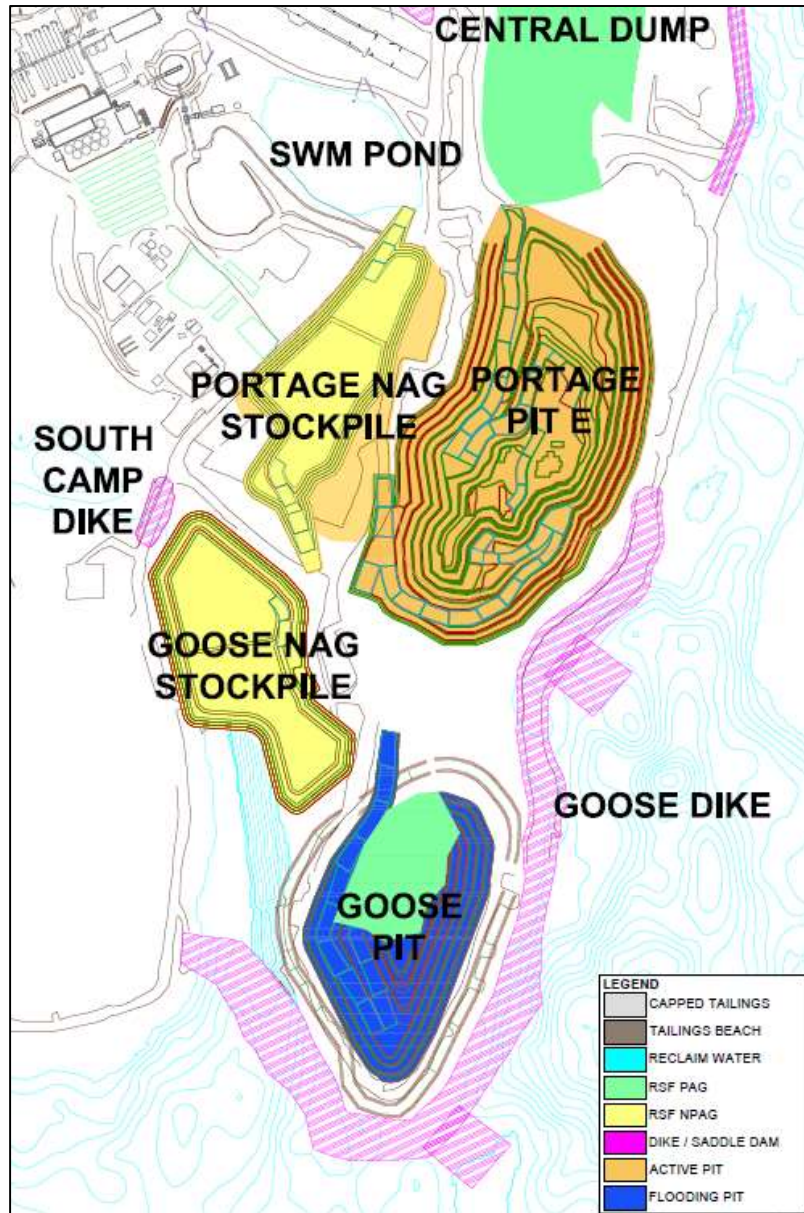 CENTRAL DUMP
SWM POND
PORTAGE NAG
STOCKPILE
PORTAGE
PIT E
SOUTH
CAMP
DIKE
GOOSE NAG
STOCKPILE
GOOSE DIKE
GOOSE
PIT
LEGEND
CAPPED TAILINGS
TAILINGS BEACH
RECLAIM WATER
RSF PAG
RSF NPAG
DIKE / SADDLE DAM
ACTIVE PIT
FLOODING PIT